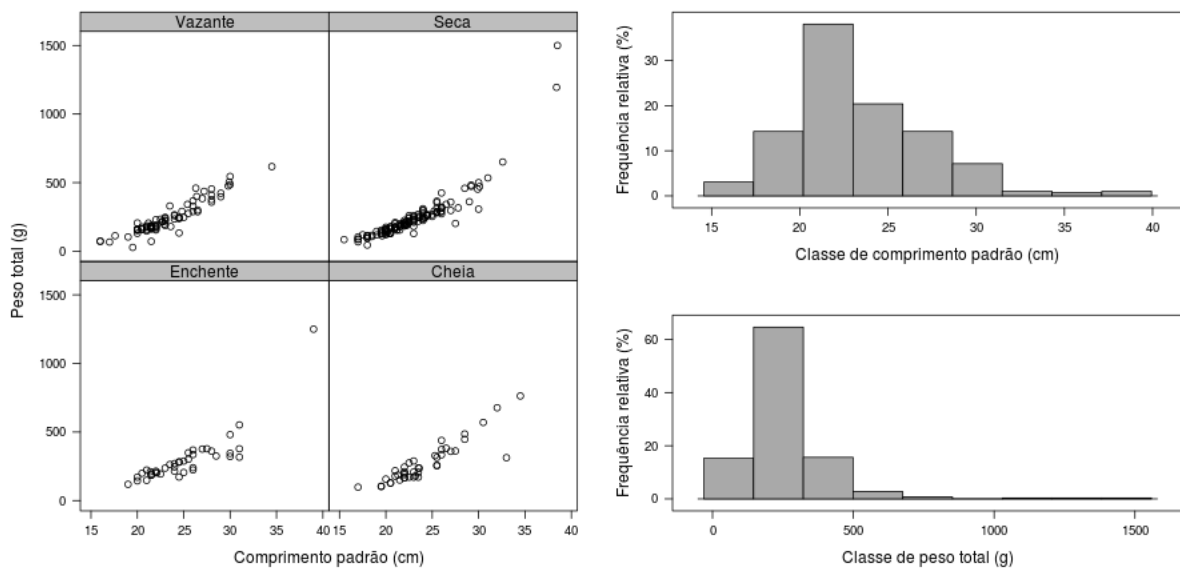 Vazante
Seca
1500
1000
500
0
Peso total (g)
Enchente
Cheia
1500
1000
500
0
15 20 25 30 35 40
15 20 25 30 35 40
Comprimento padrão (cm)
Frequência relativa (%)
30
20
10
0
15 20 25 30 35 40
Classe de comprimento padrão (cm)
Frequência relativa (%)
60
40
20
0
0 500 1000 1500
Classe de peso total (g)